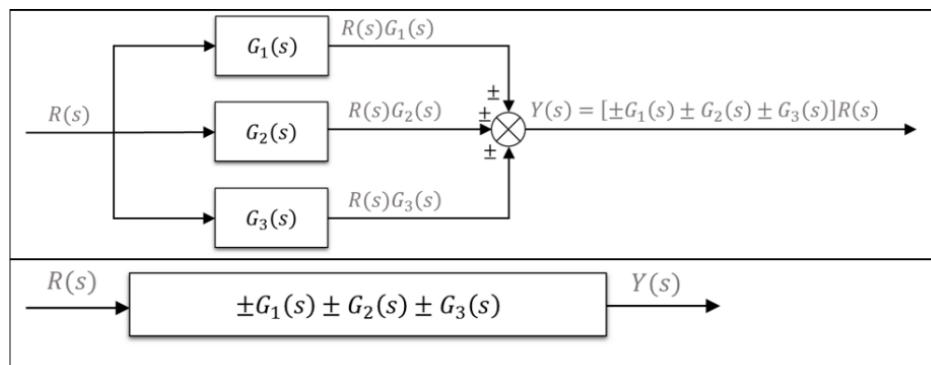 G₁(s)
R(s)G₁(s)
±
R(s)
G₂(s)
R(s)G₂(s)
±
Y(s) = [±G₁(s) ± G₂(s) ± G₃(s)]R(s)
±
G₃(s)
R(s)G₃(s)
R(s)
±G₁(s) ± G₂(s) ± G₃(s)
Y(s)